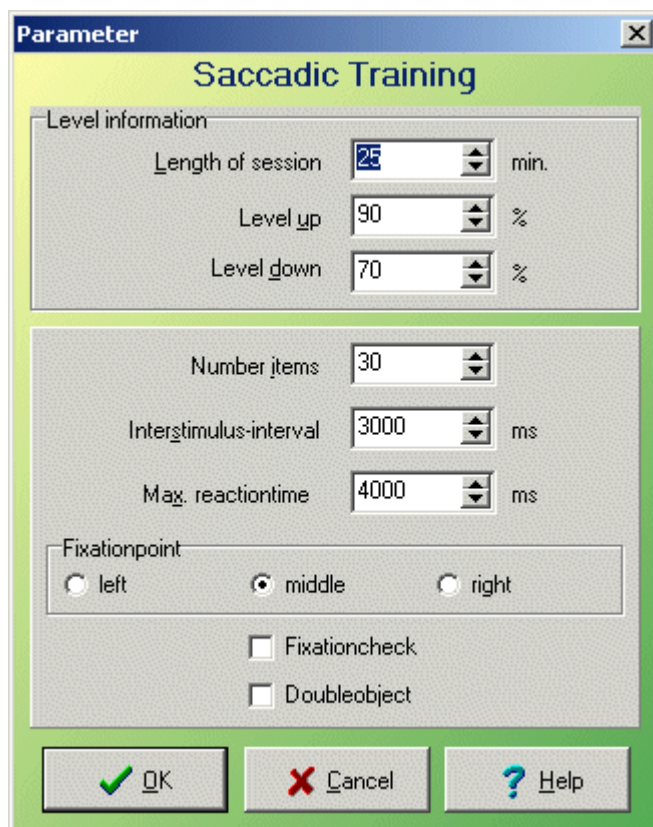 Parameter
Saccadic Training
Level information
Length of session 25 min.
Level up 90 %
Level down 70 %
Number items 30
Interstimulus-interval 3000 ms
Max. reactiontime 4000 ms
Fixationpoint
left middle right
Fixationcheck
Doubleobject
OK Cancel ? Help